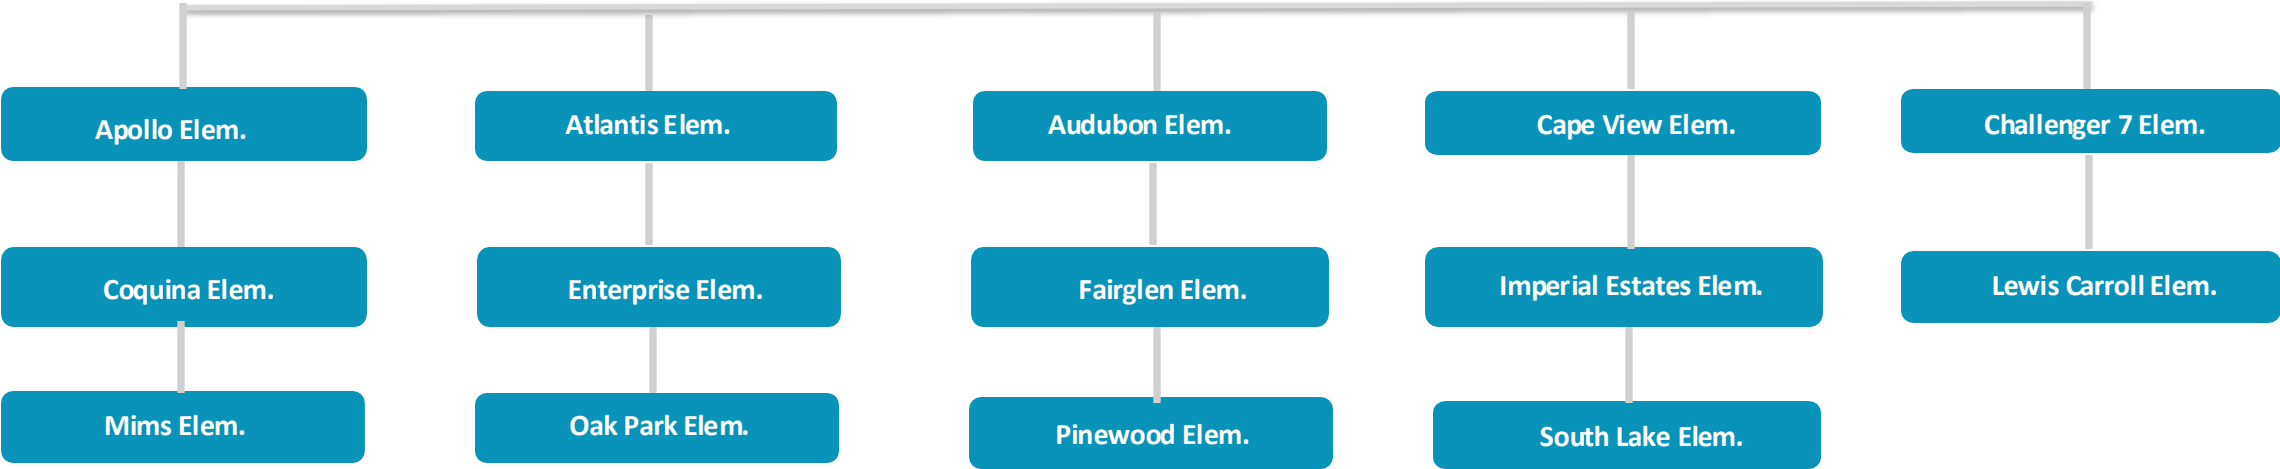 Apollo Elem.
Atlantis Elem.
Audubon Elem.
Cape View Elem.
Challenger 7 Elem.
Coquina Elem.
Enterprise Elem.
Fairglen Elem.
Imperial Estates Elem.
Lewis Carroll Elem.
Mims Elem.
Oak Park Elem.
Pinewood Elem.
South Lake Elem.